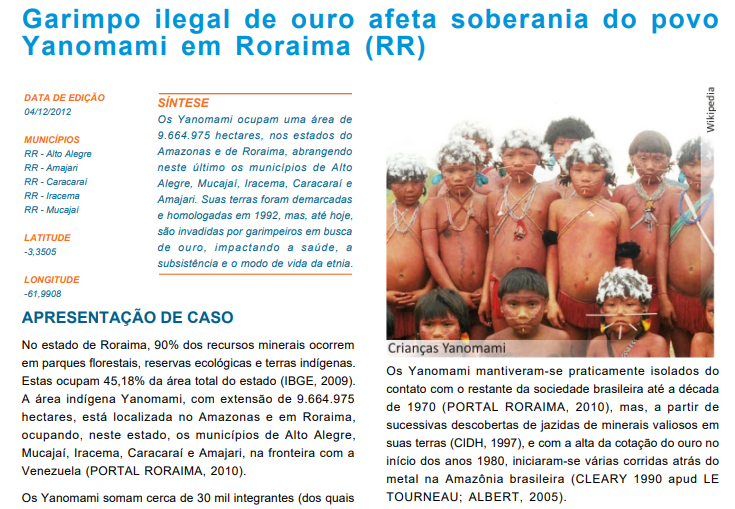 Garimpo ilegal de ouro afeta soberania do povo
Yanomami em Roraima (RR)
DATA DE EDIÇÃO
04/12/2012
MUNICÍPIOS
RR - Alto Alegre
RR - Amajari
RR - Caracaraí
RR - Iracema
RR - Mucajaí
LATITUDE
-3,3505
LONGITUDE
-61,9908
SÍNTESE
Os Yanomami ocupam uma área de
9.664.975 hectares, nos estados do
Amazonas e de Roraima, abrangendo
neste último os municípios de Alto
Alegre, Mucajaí, Iracema, Caracaraí e
Amajari. Suas terras foram demarcadas
e homologadas em 1992, mas, até hoje,
são invadidas por garimpeiros em busca
de ouro, impactando a saúde, a
subsistência e o modo de vida da etnia.
APRESENTAÇÃO DE CASO
No estado de Roraima, 90% dos recursos minerais ocorrem
em parques florestais, reservas ecológicas e terras indígenas.
Estas ocupam 45,18% da área total do estado (IBGE, 2009).
A área indígena Yanomami, com extensão de 9.664.975
hectares, está localizada no Amazonas e em Roraima,
ocupando, neste estado, os municípios de Alto Alegre,
Mucajaí, Iracema, Caracaraí e Amajari, na fronteira com a
Venezuela (PORTAL RORAIMA, 2010).
Os Yanomami somam cerca de 30 mil integrantes (dos quais
Wikipedia
Crianças Yanomami
Os Yanomami mantiveram-se praticamente isolados do
contato com o restante da sociedade brasileira até a década
de 1970 (PORTAL RORAIMA, 2010), mas, a partir de
sucessivas descobertas de jazidas de minerais valiosos em
suas terras (CIDH, 1997), e com a alta da cotação do ouro no
início dos anos 1980, iniciaram-se várias corridas atrás do
metal na Amazônia brasileira (CLEARY 1990 apud LE
TOURNEAU; ALBERT, 2005).